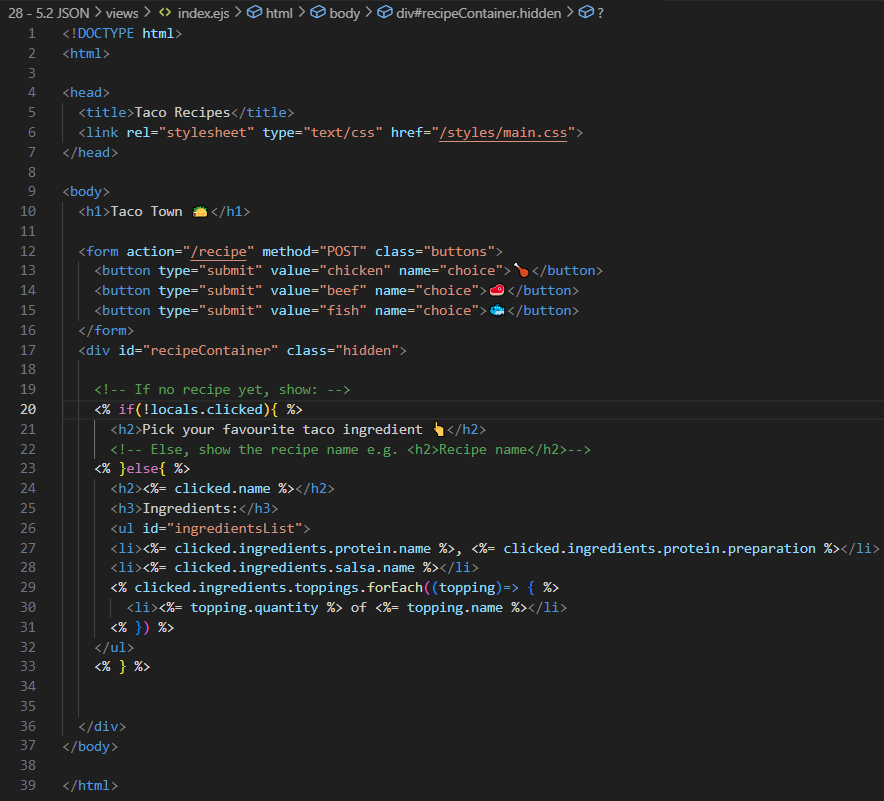 28 - 5.2 JSON > views > <> index.ejs > html > body > div#recipeContainer.hidden > ?
1 <!DOCTYPE html>
2 <html>
3
4 <head>
5   <title>Taco Recipes</title>
6   <link rel="stylesheet" type="text/css" href="/styles/main.css">
7 </head>
8
9 <body>
10   <h1>Taco Town 🌮</h1>
11
12   <form action="/recipe" method="POST" class="buttons">
13     <button type="submit" value="chicken" name="choice">🍗</button>
14     <button type="submit" value="beef" name="choice">🥩</button>
15     <button type="submit" value="fish" name="choice">🐟</button>
16   </form>
17   <div id="recipeContainer" class="hidden">
18
19     <!-- If no recipe yet, show: -->
20     <% if(!locals.clicked){ %>
21       <h2>Pick your favourite taco ingredient 👆</h2>
22       <!-- Else, show the recipe name e.g. <h2>Recipe name</h2>-->
23     <% }else{ %>
24       <h2><%= clicked.name %></h2>
25       <h3>Ingredients:</h3>
26       <ul id="ingredientsList">
27       <li><%= clicked.ingredients.protein.name %>, <%= clicked.ingredients.protein.preparation %></li>
28       <li><%= clicked.ingredients.salsa.name %></li>
29       <% clicked.ingredients.toppings.forEach((topping)=> { %>
30         <li><%= topping.quantity %> of <%= topping.name %></li>
31       <% }) %>
32     </ul>
33     <% } %>
34
35
36   </div>
37 </body>
38
39 </html>